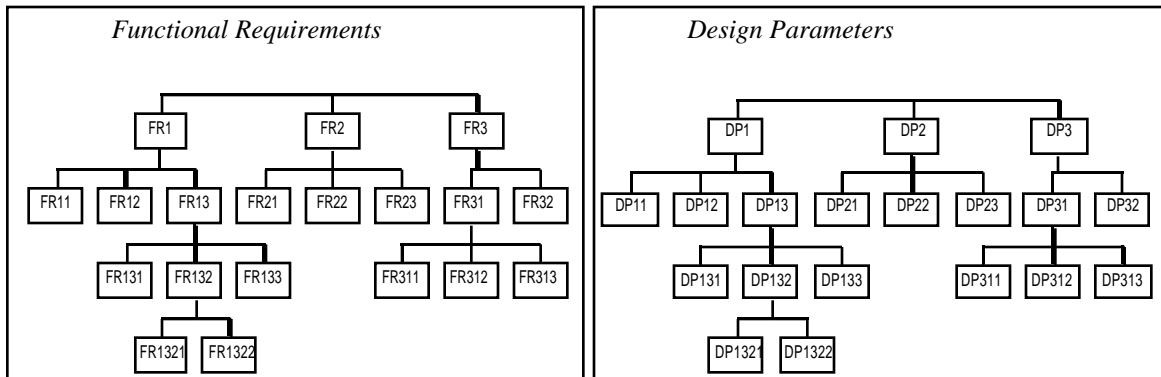 Functional Requirements
FR1 FR2 FR3
FR11 FR12 FR13 FR21 FR22 FR23 FR31 FR32
FR131 FR132 FR133 FR311 FR312 FR313
FR1321 FR1322
Design Parameters
DP1 DP2 DP3
DP11 DP12 DP13 DP21 DP22 DP23 DP31 DP32
DP131 DP132 DP133 DP311 DP312 DP313
DP1321 DP1322